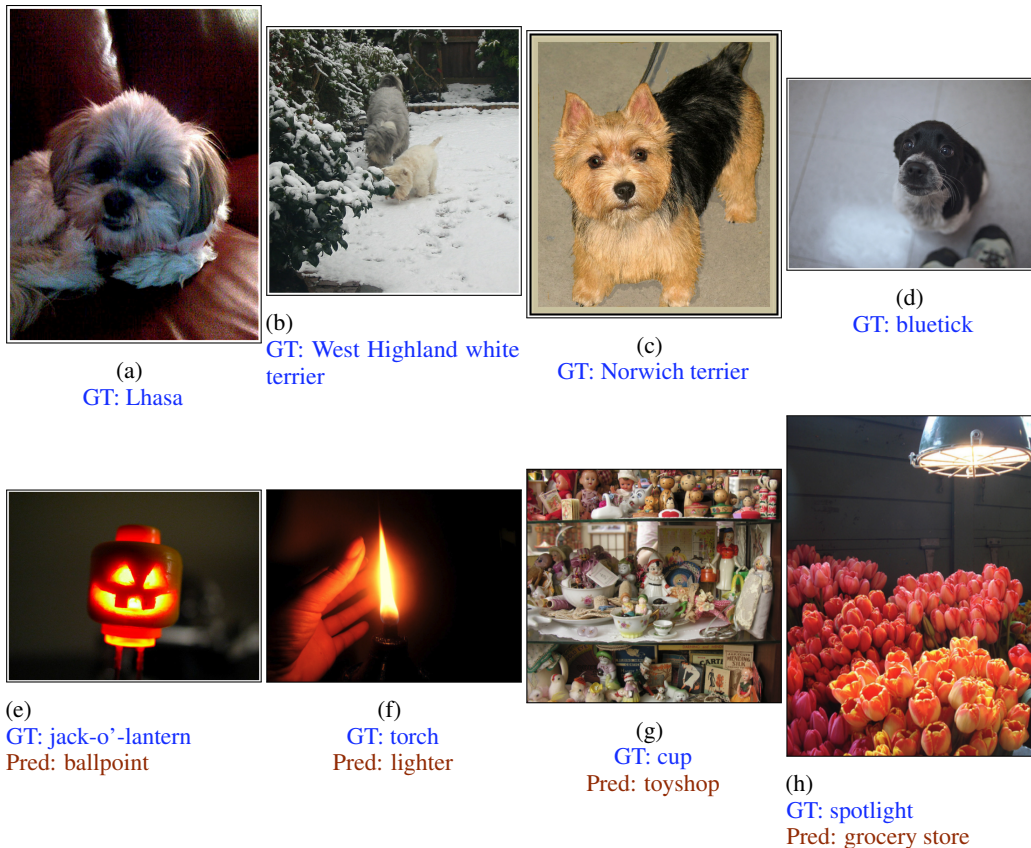 (a)
GT: Lhasa
(b)
GT: West Highland white
terrier
(c)
GT: Norwich terrier
(d)
GT: bluetick
(e)
GT: jack-o'-lantern
Pred: ballpoint
(f)
GT: torch
Pred: lighter
(g)
GT: cup
Pred: toyshop
(h)
GT: spotlight
Pred: grocery store